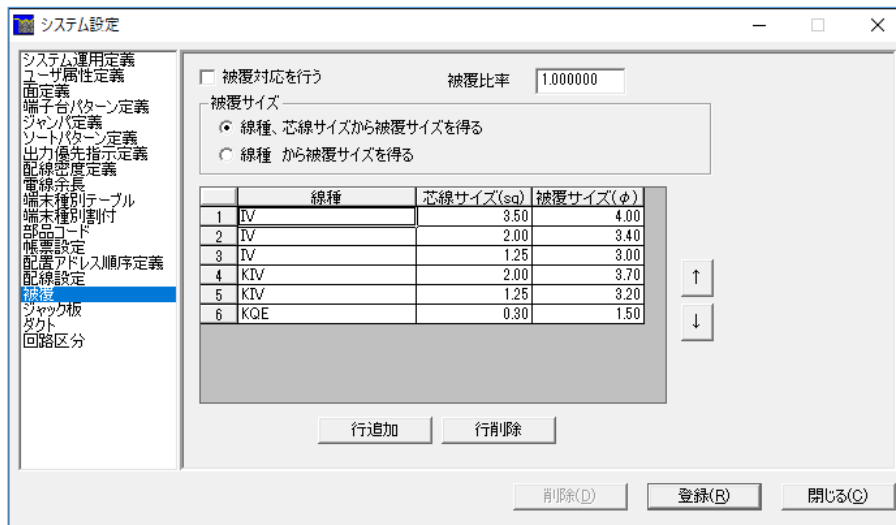 システム設定
システム運用定義
ユーザ属性定義
面定義
端子台パターン定義
ジャンパ定義
ソートパターン定義
出力優先指示定義
配線密度定義
電線余長
端末種別テーブル
端末種別割付
部品コード
帳票設定
配置アドレス順序定義
配線設定
被覆
ジャック板
ダクト
回路区分
被覆対応を行う 被覆比率 1.000000
被覆サイズ
線種、芯線サイズから被覆サイズを得る
線種 から被覆サイズを得る
線種 芯線サイズ(sq) 被覆サイズ(φ)
1 IV 3.50 4.00
2 IV 2.00 3.40
3 IV 1.25 3.00
4 KIV 2.00 3.70
5 KIV 1.25 3.20
6 KQE 0.30 1.50
↑
↓
行追加 行削除
削除(D) 登録(R) 閉じる(C)